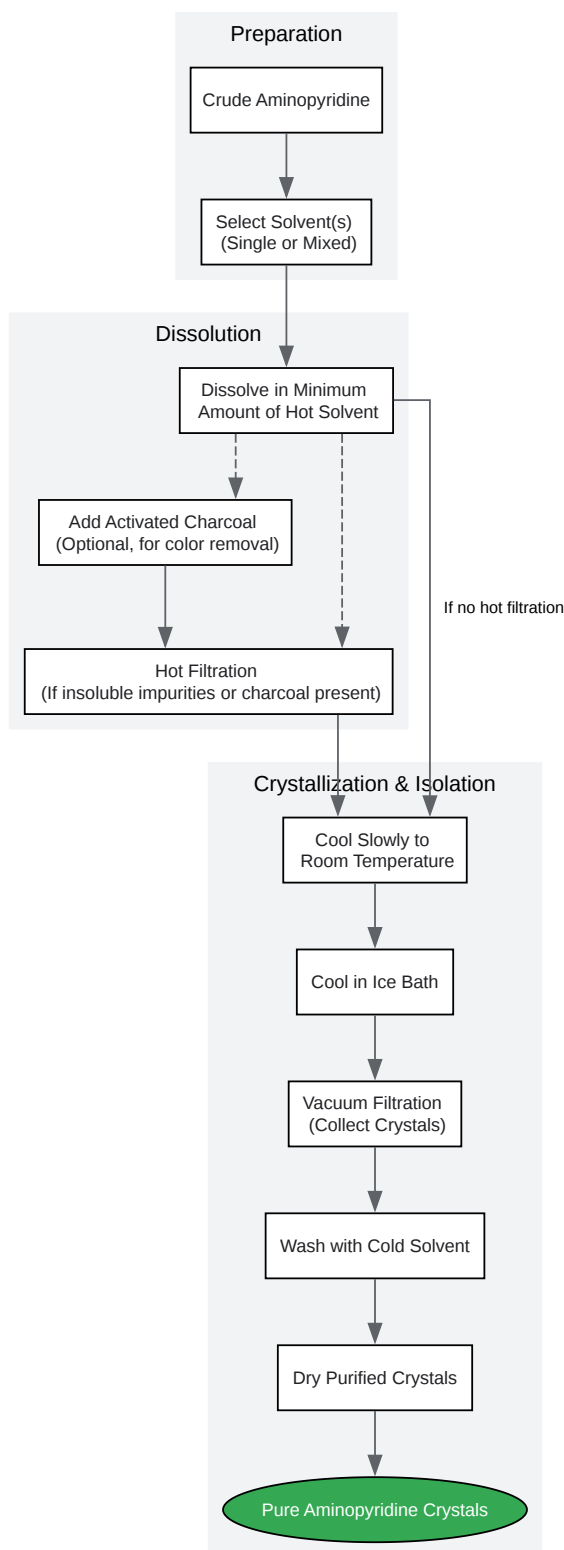 Preparation
Crude Aminopyridine
Select Solvent(s)
(Single or Mixed)
Dissolution
Dissolve in Minimum
Amount of Hot Solvent
Add Activated Charcoal
(Optional, for color removal)
If no hot filtration
Hot Filtration
(If insoluble impurities or charcoal present)
Crystallization & Isolation
Cool Slowly to
Room Temperature
Cool in Ice Bath
Vacuum Filtration
(Collect Crystals)
Wash with Cold Solvent
Dry Purified Crystals
Pure Aminopyridine Crystals